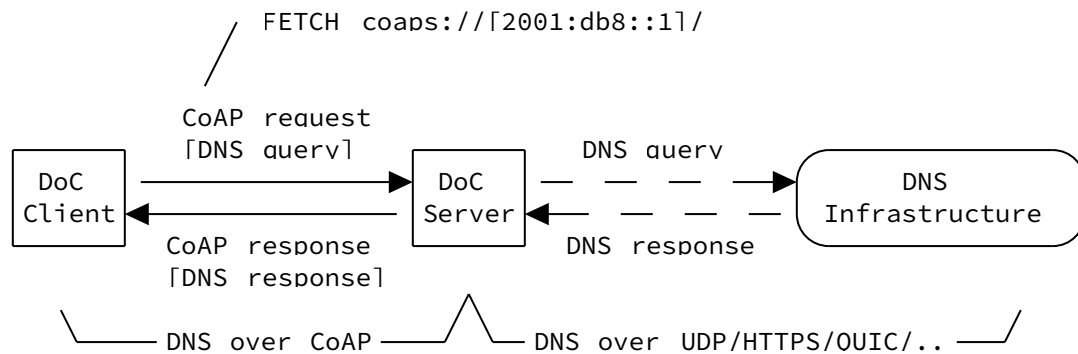 FETCH coaps://[2001:db8::1]/
CoAP request
[DNS query]
DNS query
DoC
Client
DoC
Server
DNS
Infrastructure
CoAP response
[DNS response]
DNS response
DNS over CoAP
DNS over UDP/HTTPS/QUIC/..